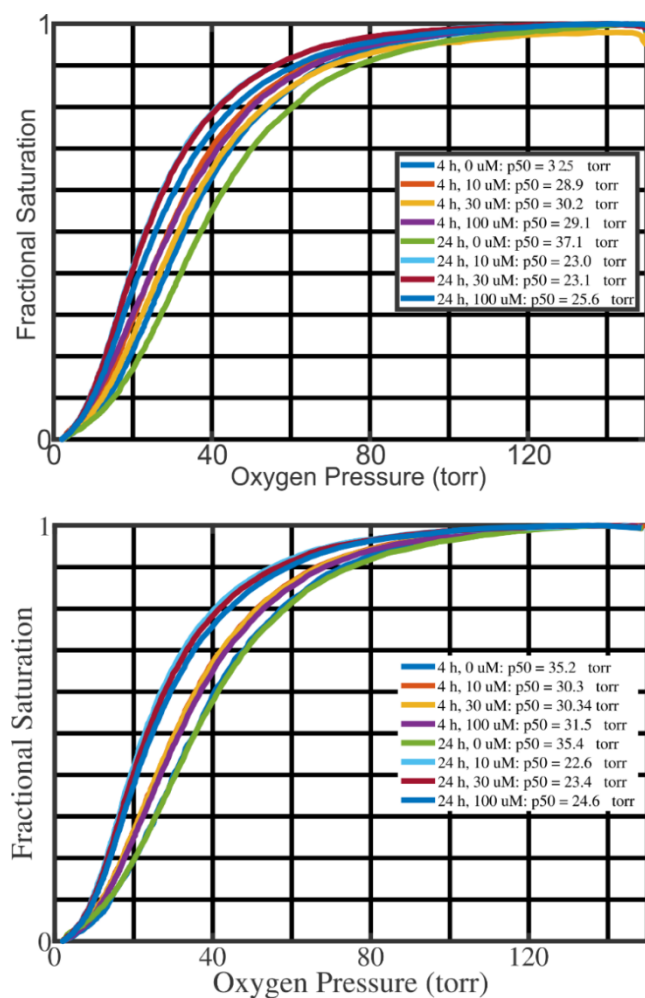 1
Fractional Saturation
4 h, 0 uM: p50 = 325 torr
4 h, 10 uM: p50 = 28.9 torr
4 h, 30 uM: p50 = 30.2 torr
4 h, 100 uM: p50 = 29.1 torr
24 h, 0 uM: p50 = 37.1 torr
24 h, 10 uM: p50 = 23.0 torr
24 h, 30 uM: p50 = 23.1 torr
24 h, 100 uM: p50 = 25.6 torr
0
0 40 80 120
Oxygen Pressure (torr)
1
Fractional Saturation
4 h, 0 uM: p50 = 35.2 torr
4 h, 10 uM: p50 = 30.3 torr
4 h, 30 uM: p50 = 30.34 torr
4 h, 100 uM: p50 = 31.5 torr
24 h, 0 uM: p50 = 35.4 torr
24 h, 10 uM: p50 = 22.6 torr
24 h, 30 uM: p50 = 23.4 torr
24 h, 100 uM: p50 = 24.6 torr
0
0 40 80 120
Oxygen Pressure (torr)